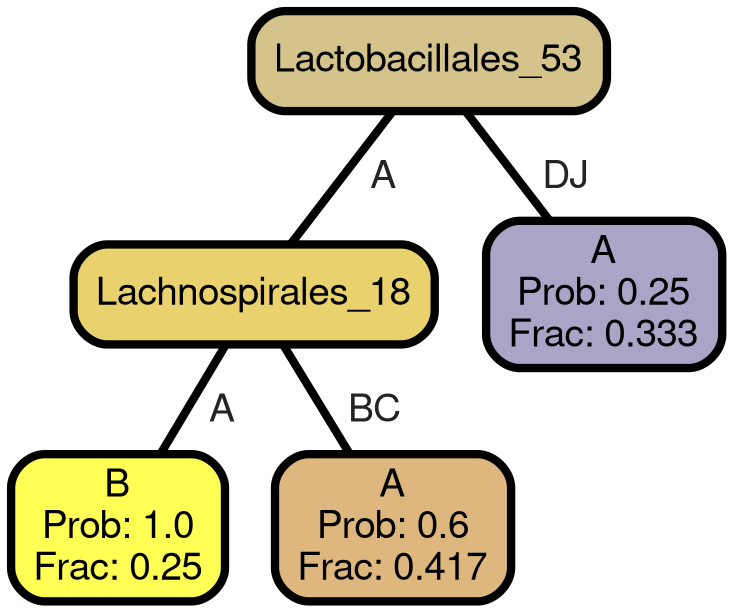 Lactobacillales_53
A
DJ
Lachnospirales_18
A
Prob: 0.25
Frac: 0.333
A
BC
B
Prob: 1.0
Frac: 0.25
A
Prob: 0.6
Frac: 0.417